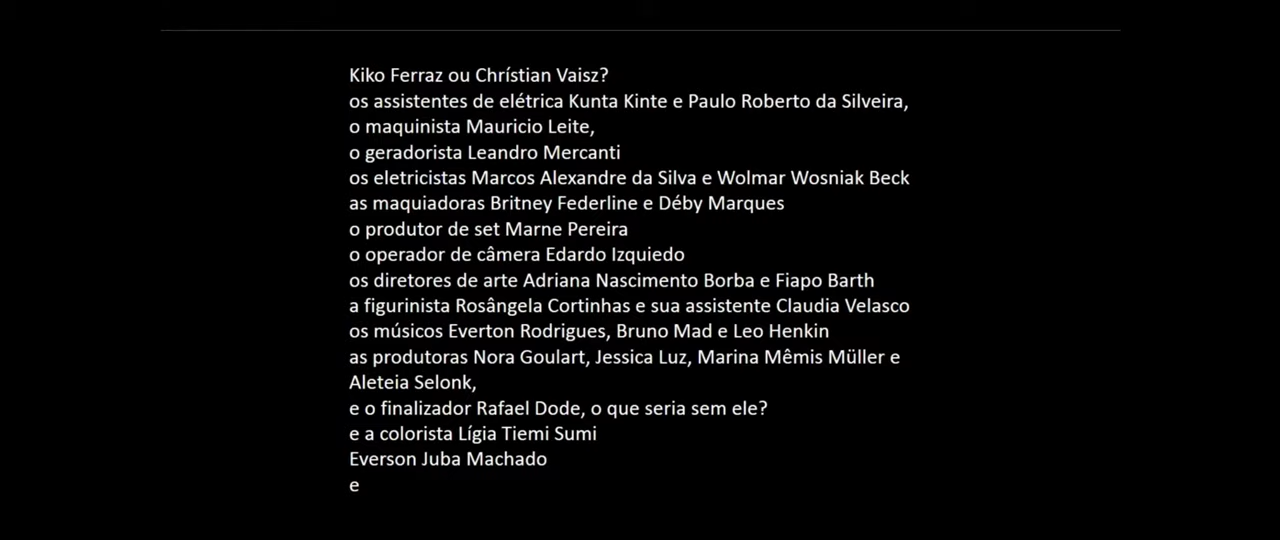 Kiko Ferraz ou Chrístian Vaisz?
os assistentes de elétrica Kunta Kinte e Paulo Roberto da Silveira,
o maquinista Mauricio Leite,
o geradorista Leandro Mercanti
os eletricistas Marcos Alexandre da Silva e Wolmar Wosniak Beck
as maquiadoras Britney Federline e Déby Marques
o produtor de set Marne Pereira
o operador de câmera Edardo Izquiedo
os diretores de arte Adriana Nascimento Borba e Fiapo Barth
a figurinista Rosângela Cortinhas e sua assistente Claudia Velasco
os músicos Everton Rodrigues, Bruno Mad e Leo Henkin
as produtoras Nora Goulart, Jessica Luz, Marina Mêmis Müller e
Aleteia Selonk,
e o finalizador Rafael Dode, o que seria sem ele?
e a colorista Lígia Tiemi Sumi
Everson Juba Machado
e